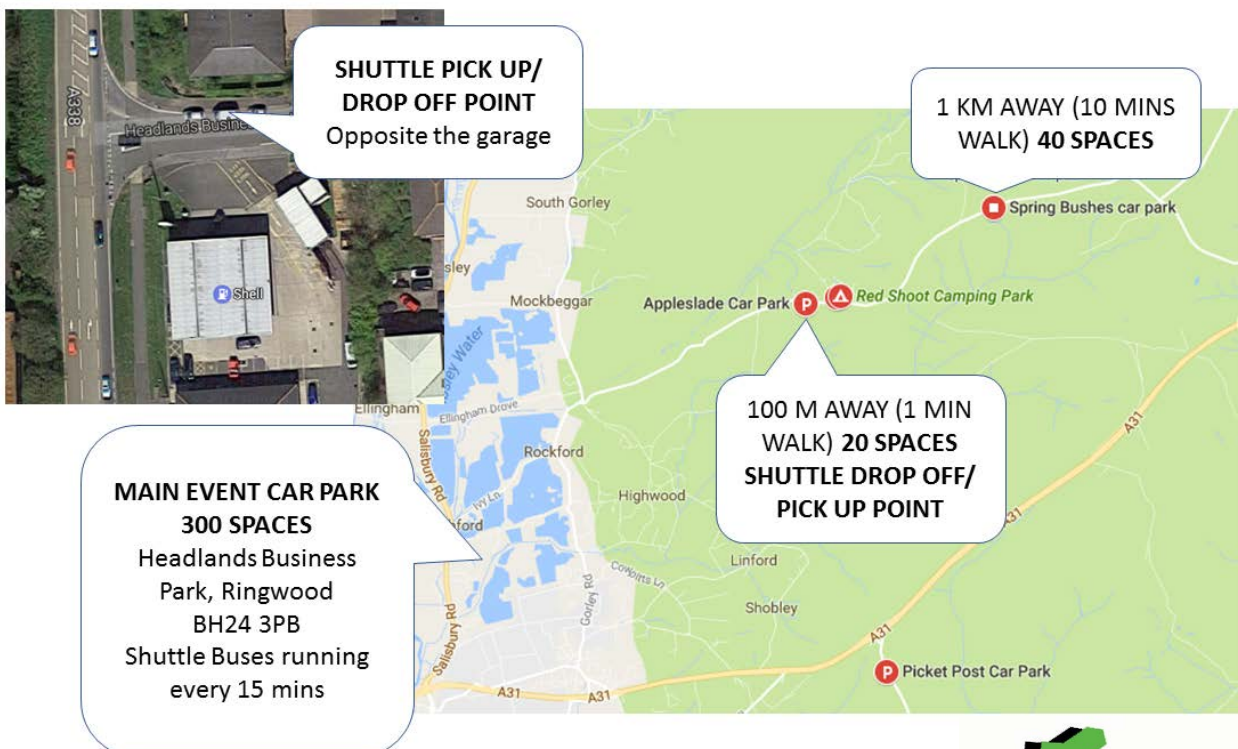 A338
Headlands Business
Shell
SHUTTLE PICK UP/
DROP OFF POINT
Opposite the garage
1 KM AWAY (10 MINS
WALK) 40 SPACES
South Gorley
Spring Bushes car park
Mockbeggar
Appleslade Car Park
Red Shoot Camping Park
Ellingham
Ellingham Drove
Salisbury Rd
Rockford
Ivy Ln
Highwood
100 M AWAY (1 MIN
WALK) 20 SPACES
SHUTTLE DROP OFF/
PICK UP POINT
A31
A31
MAIN EVENT CAR PARK
300 SPACES
Headlands Business
Park, Ringwood
BH24 3PB
Shuttle Buses running
every 15 mins
Linford
Shobley
Gorley Rd
Salisbury Rd
A31
Picket Post Car Park
A31
A31